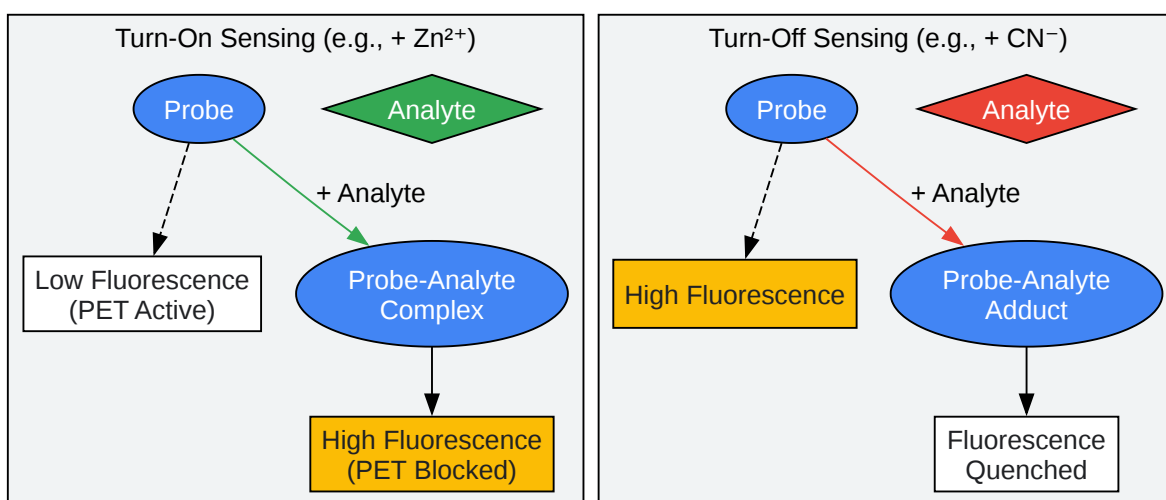 Turn-On Sensing (e.g., + Zn²⁺)
Probe
Analyte
+ Analyte
Low Fluorescence
(PET Active)
Probe-Analyte
Complex
High Fluorescence
(PET Blocked)
Turn-Off Sensing (e.g., + CN⁻)
Probe
Analyte
+ Analyte
High Fluorescence
Probe-Analyte
Adduct
Fluorescence
Quenched